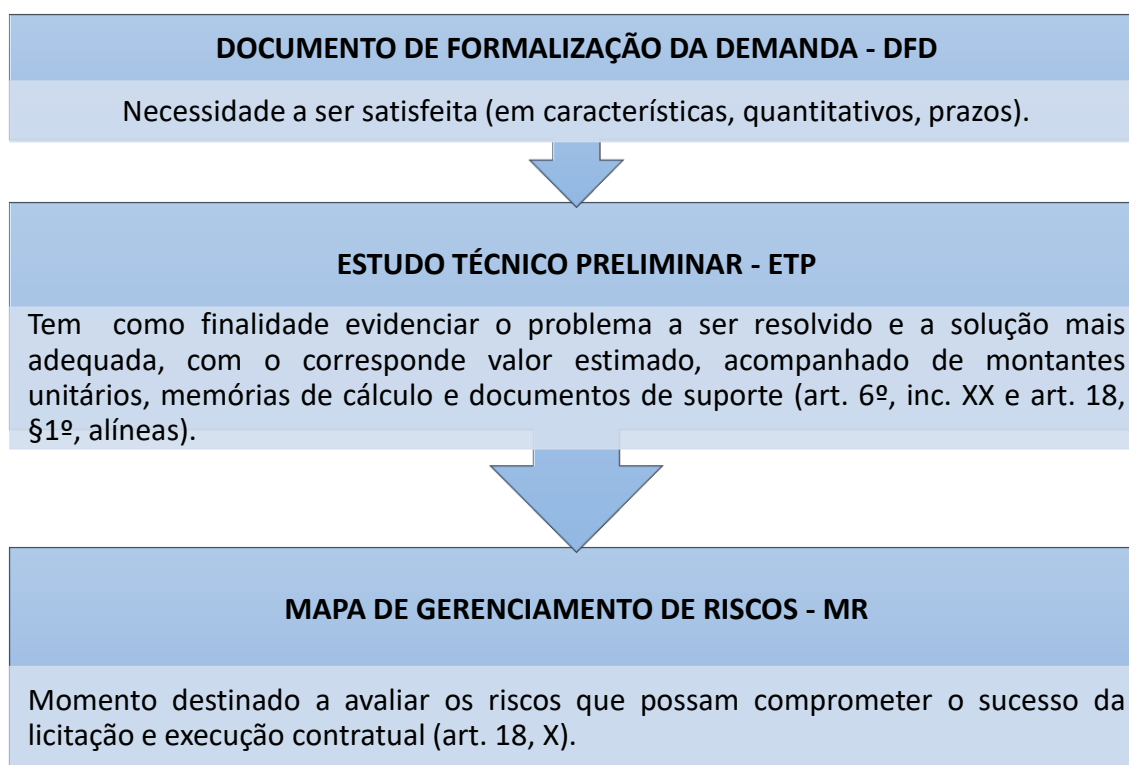 DOCUMENTO DE FORMALIZAÇÃO DA DEMANDA - DFD
Necessidade a ser satisfeita (em características, quantitativos, prazos).
ESTUDO TÉCNICO PRELIMINAR - ETP
Tem como finalidade evidenciar o problema a ser resolvido e a solução mais
adequada, com o corresponde valor estimado, acompanhado de montantes
unitários, memórias de cálculo e documentos de suporte (art. 6º, inc. XX e art. 18,
§1º, alíneas).
MAPA DE GERENCIAMENTO DE RISCOS - MR
Momento destinado a avaliar os riscos que possam comprometer o sucesso da
licitação e execução contratual (art. 18, X).